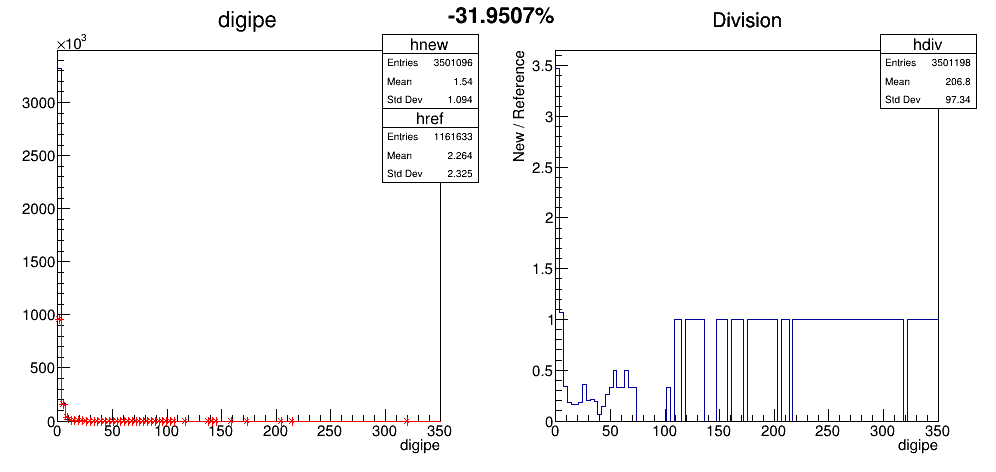 digipe
-31.9507%
Division
×10³
hnew
Entries 3501096
Mean 1.54
Std Dev 1.094
href
Entries 1161633
Mean 2.264
Std Dev 2.325
3000
2500
2000
1500
1000
500
0
0 50 100 150 200 250 300 350
digipe
hdiv
Entries 3501198
Mean 206.8
Std Dev 97.34
New / Reference
3.5
3
2.5
2
1.5
1
0.5
0
0 50 100 150 200 250 300 350
digipe